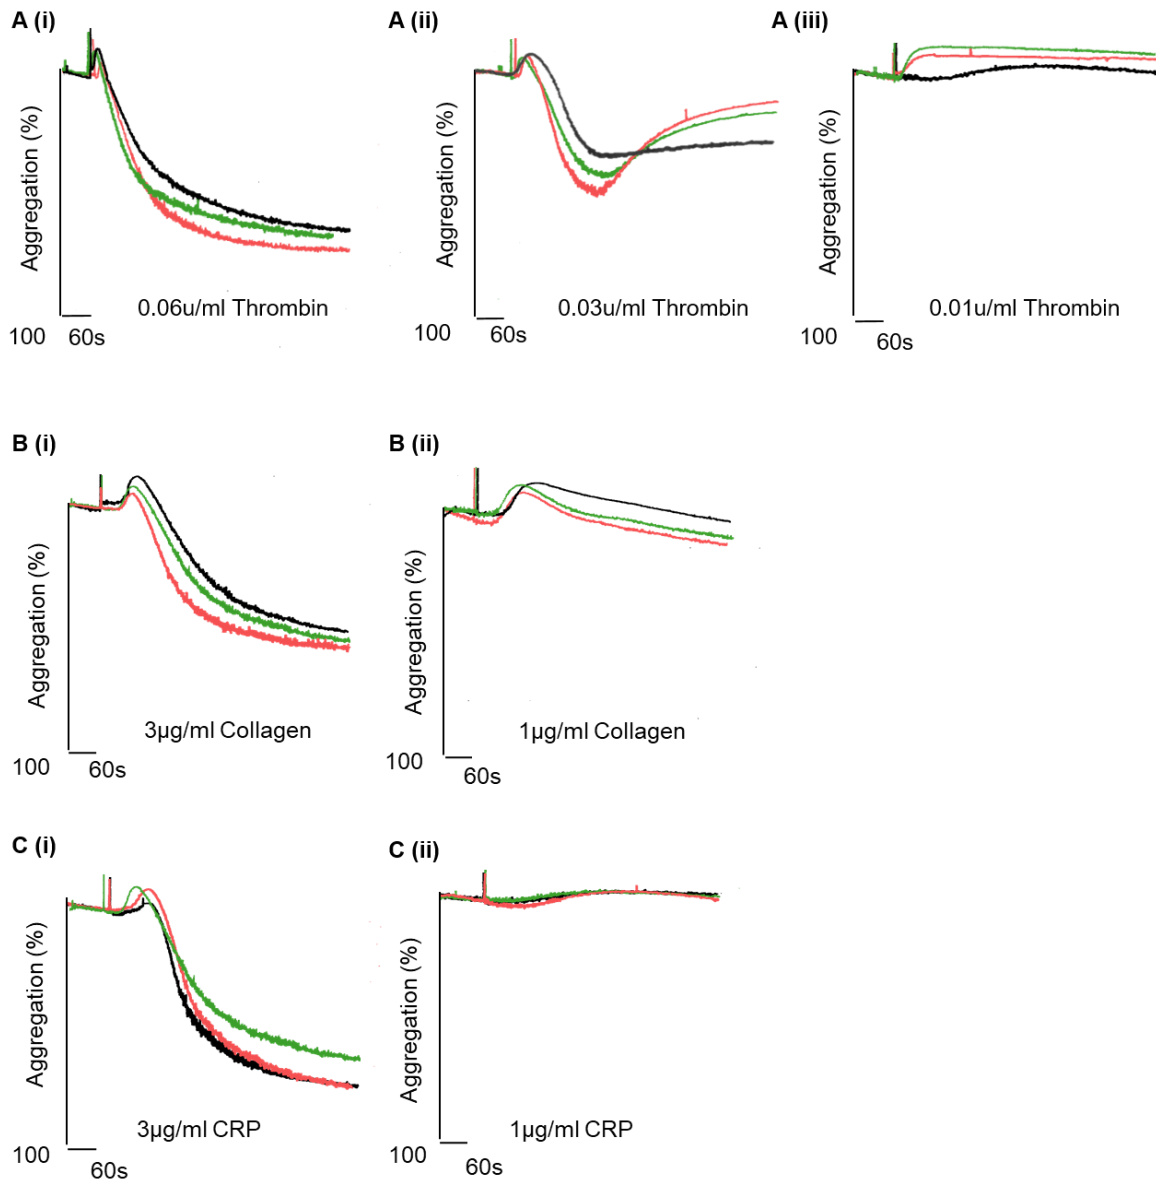 A (i)
A (ii)
A (iii)
Aggregation (%)
Aggregation (%)
Aggregation (%)
0.06u/ml Thrombin
0.03u/ml Thrombin
0.01u/ml Thrombin
100
60s
100
60s
100
60s
B (i)
B (ii)
Aggregation (%)
Aggregation (%)
3µg/ml Collagen
1µg/ml Collagen
100
60s
100
60s
C (i)
C (ii)
Aggregation (%)
Aggregation (%)
3µg/ml CRP
1µg/ml CRP
100
60s
100
60s